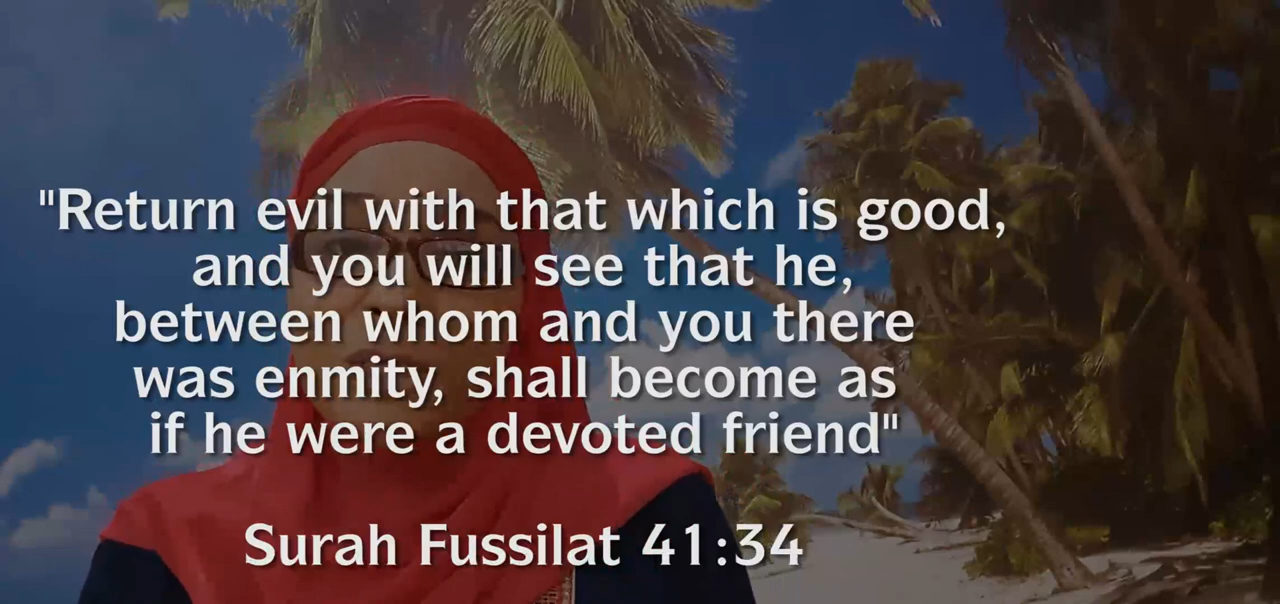 "Return evil with that which is good,
and you will see that he,
between whom and you there
was enmity, shall become as
if he were a devoted friend"
Surah Fussilat 41:34